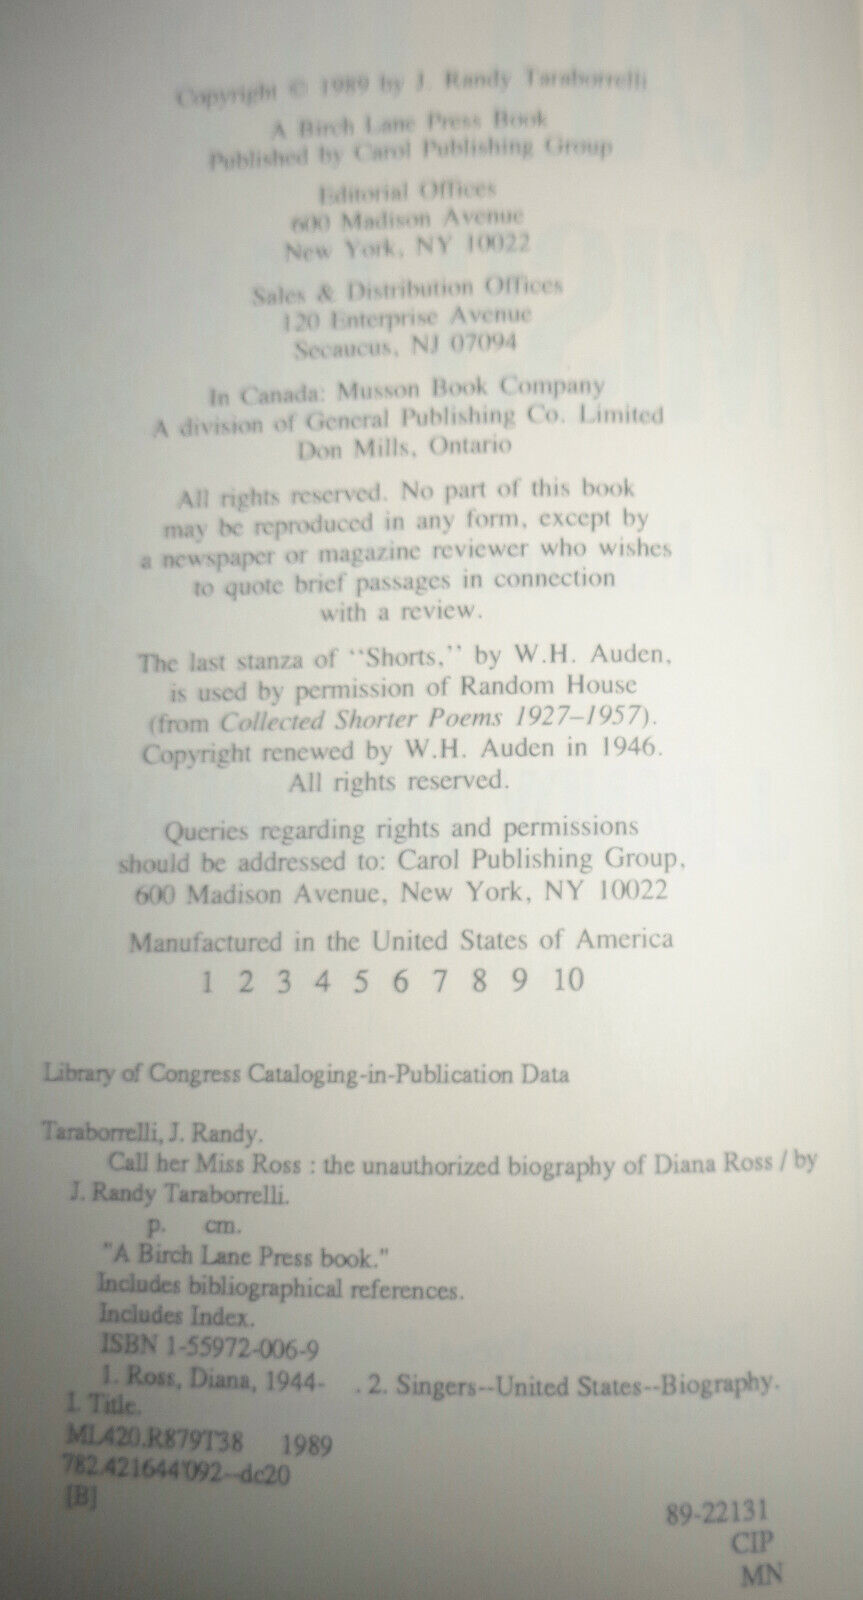 Copyright © 1989 by J. Randy Taraborrelli
A Birch Lane Press Book
Published by Carol Publishing Group
Editorial Offices
600 Madison Avenue
New York, NY 10022
Sales & Distribution Offices
120 Enterprise Avenue
Secaucus, NJ 07094
In Canada: Musson Book Company
A division of General Publishing Co. Limited
Don Mills, Ontario
All rights reserved. No part of this book
may be reproduced in any form, except by
a newspaper or magazine reviewer who wishes
to quote brief passages in connection
with a review.
The last stanza of ‘‘Shorts,’’ by W.H. Auden,
is used by permission of Random House
(from Collected Shorter Poems 1927–1957).
Copyright renewed by W.H. Auden in 1946.
All rights reserved.
Queries regarding rights and permissions
should be addressed to: Carol Publishing Group,
600 Madison Avenue, New York, NY 10022
Manufactured in the United States of America
1 2 3 4 5 6 7 8 9 10
Library of Congress Cataloging-in-Publication Data
Taraborrelli, J. Randy.
Call her Miss Ross : the unauthorized biography of Diana Ross / by
J. Randy Taraborrelli.
p. cm.
"A Birch Lane Press book."
Includes bibliographical references.
Includes Index.
ISBN 1-55972-006-9
1. Ross, Diana, 1944- . 2. Singers--United States--Biography.
I. Title.
ML420.R879T38 1989
782.421644'092--dc20
[B]
89-22131
CIP
MN